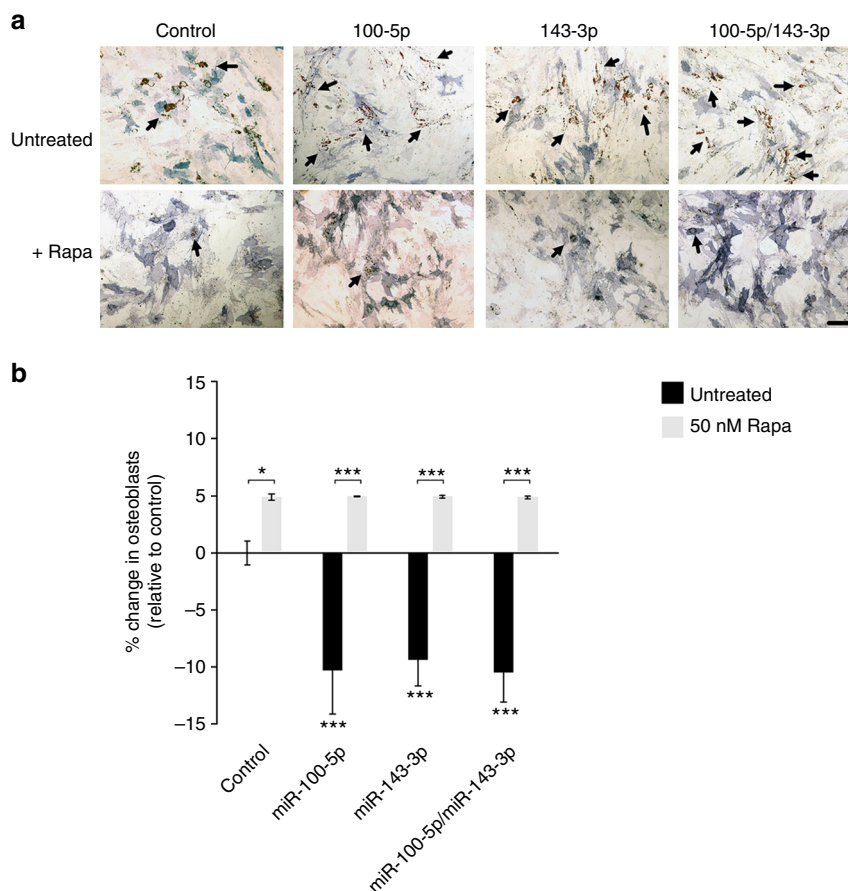 a
Control 100-5p 143-3p 100-5p/143-3p
Untreated
+ Rapa
b
% change in osteoblasts
(relative to control)
15
10
5
0
–5
–10
–15
* *** *** ***
*** *** ***
Untreated
50 nM Rapa
Control
miR-100-5p
miR-143-3p
miR-100-5p/miR-143-3p